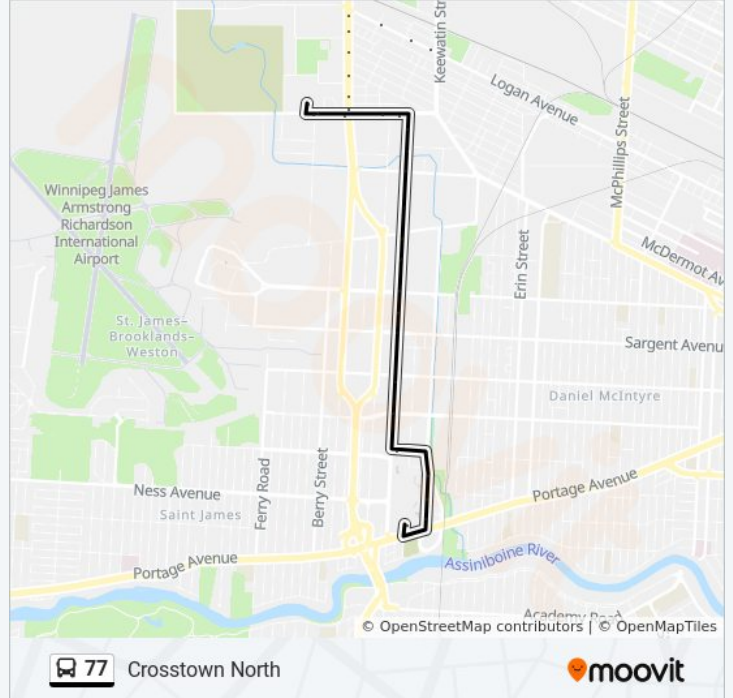 Keewatin Str
Logan Avenue
McPhillips Street
Winnipeg James
Armstrong
Richardson
International
Airport
McDermot Av
Erin Street
St. James–
Brooklands–
Weston
Sargent Avenu
Daniel McIntyre
Ferry Road
Berry Street
Ness Avenue
Saint James
Portage Avenue
Portage Avenue
Assiniboine River
Academy Road
© OpenStreetMap contributors | © OpenMapTiles
77 Crosstown North
moovit